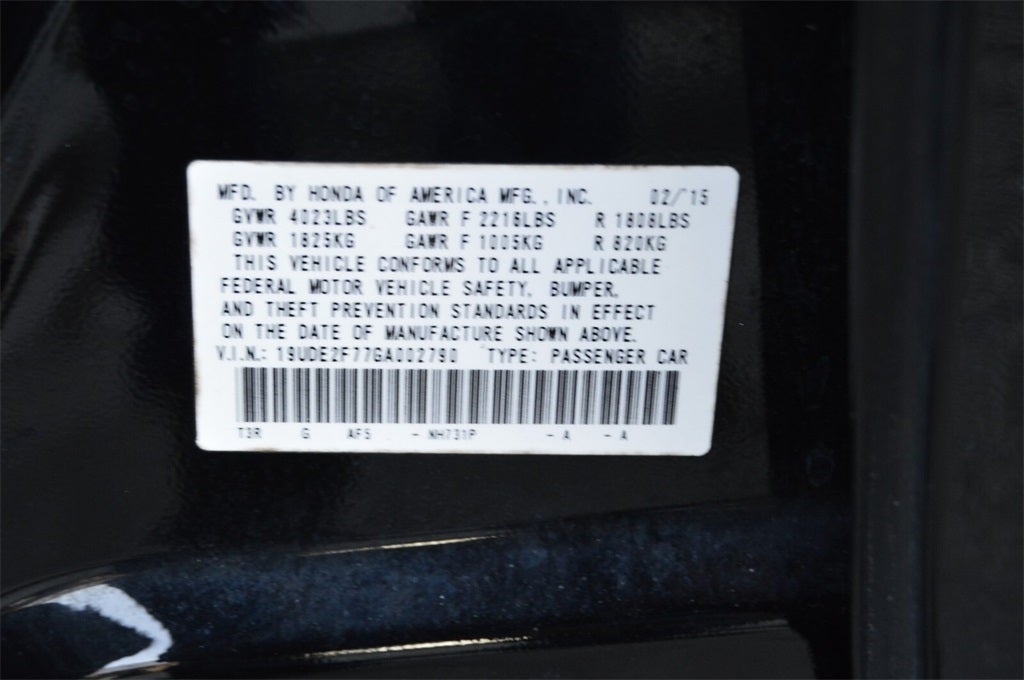 MFD. BY HONDA OF AMERICA MFG., INC. 02/15
GVWR 4023LBS GAWR F 2216LBS R 1808LBS
GVWR 1825KG GAWR F 1005KG R 820KG
THIS VEHICLE CONFORMS TO ALL APPLICABLE
FEDERAL MOTOR VEHICLE SAFETY, BUMPER,
AND THEFT PREVENTION STANDARDS IN EFFECT
ON THE DATE OF MANUFACTURE SHOWN ABOVE.
V.I.N.: 19UDE2F77GA002790 TYPE: PASSENGER CAR
T3R G AF5 - NH731P - A - A